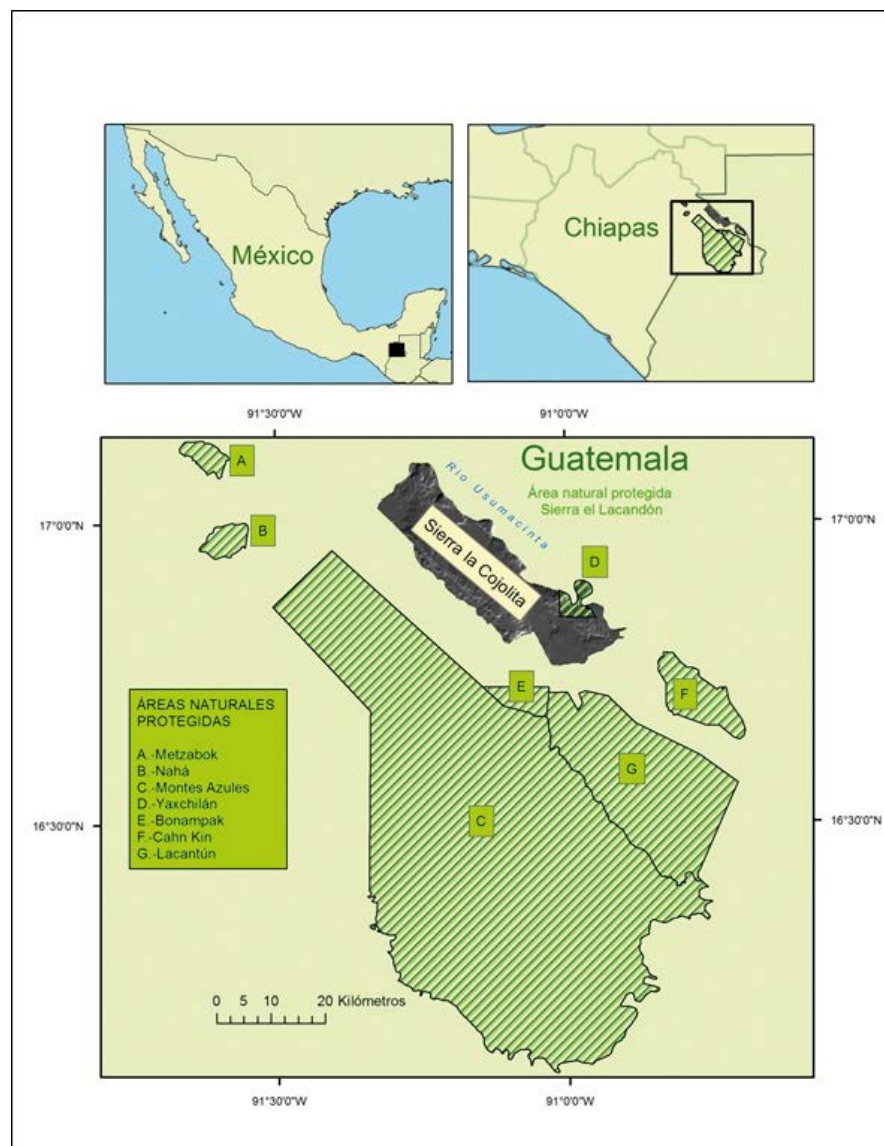 México
Chiapas
91°30'0"W
91°0'0"W
Guatemala
Área natural protegida
Sierra el Lacandón
Río Usumacinta
17°0'0"N
17°0'0"N
A
B
Sierra la Cojolita
D
E
F
G
C
ÁREAS NATURALES
PROTEGIDAS
A.-Metzabok
B.-Nahá
C.-Montes Azules
D.-Yaxchilán
E.-Bonampak
F.-Cahn Kin
G.-Lacantún
16°30'0"N
16°30'0"N
0 5 10 20 Kilómetros
91°30'0"W
91°0'0"W